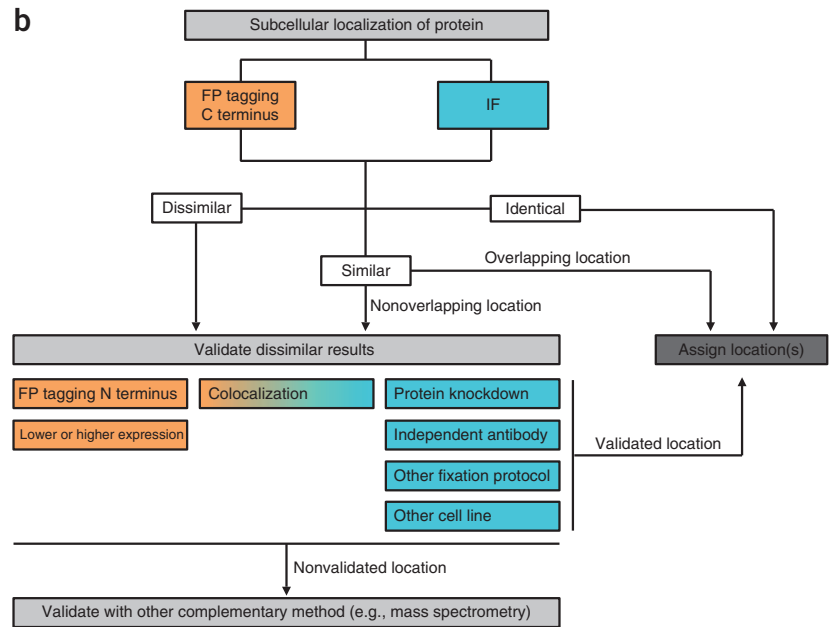 b
Subcellular localization of protein
FP tagging
C terminus
IF
Dissimilar
Identical
Similar
Overlapping location
Nonoverlapping location
Validate dissimilar results
Assign location(s)
FP tagging N terminus
Colocalization
Protein knockdown
Lower or higher expression
Independent antibody
Validated location
Other fixation protocol
Other cell line
Nonvalidated location
Validate with other complementary method (e.g., mass spectrometry)